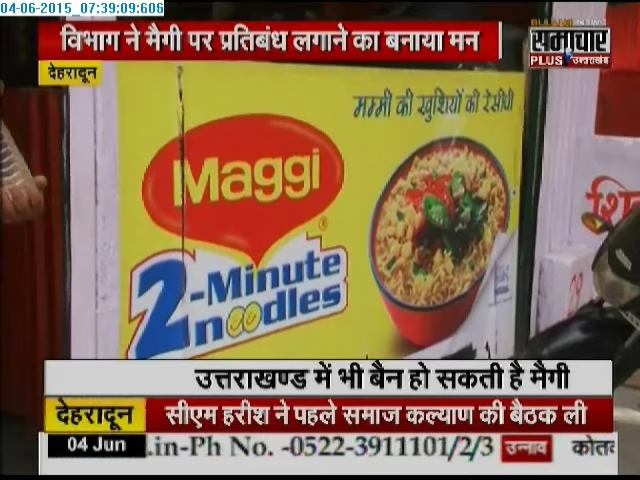 04-06-2015_07:39:09:606
विभाग ने मैगी पर प्रतिबंध लगाने का बनाया मन
समाचार
PLUS उत्तराखंड
देहरादून
मम्मी की खुशियों की रेसीपी
Maggi
2-Minute
noodles
उत्तराखण्ड में भी बैन हो सकती है मैगी
देहरादून सीएम हरीश ने पहले समाज कल्याण की बैठक ली
04 Jun .in-Ph No. -0522-3911101/2/3 उन्नाव